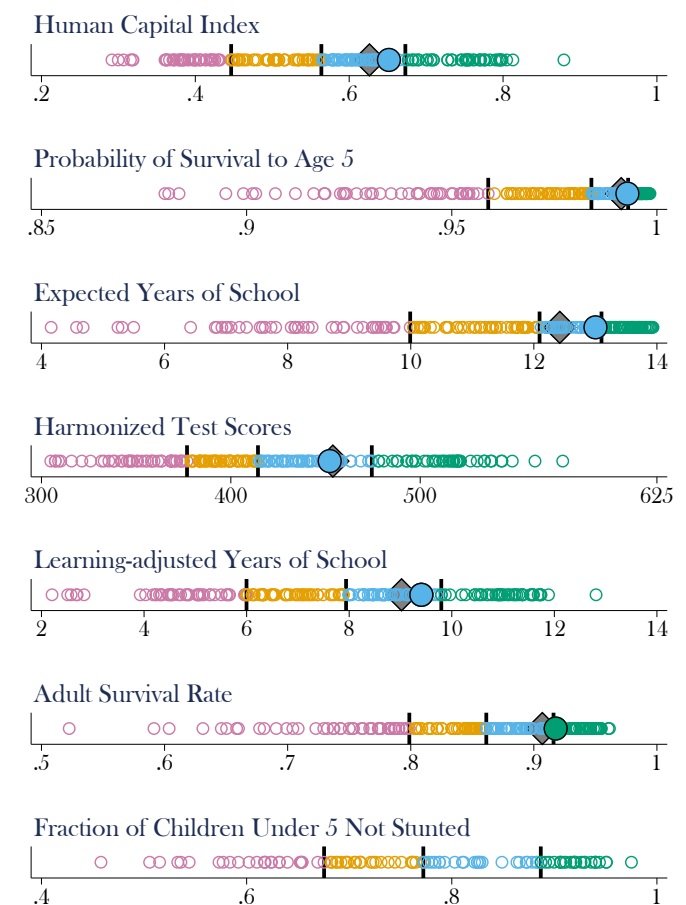 Human Capital Index
.2 .4 .6 .8 1
Probability of Survival to Age 5
.85 .9 .95 1
Expected Years of School
4 6 8 10 12 14
Harmonized Test Scores
300 400 500 625
Learning-adjusted Years of School
2 4 6 8 10 12 14
Adult Survival Rate
.5 .6 .7 .8 .9 1
Fraction of Children Under 5 Not Stunted
.4 .6 .8 1